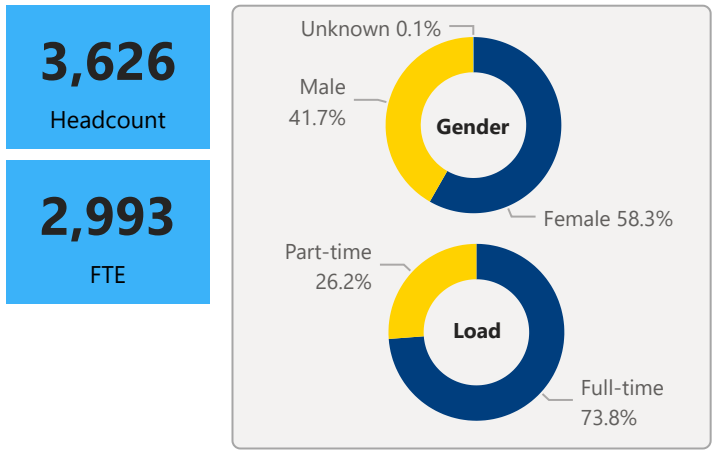 3,626
Headcount
2,993
FTE
Unknown 0.1%
Male
41.7%
Gender
Female 58.3%
Part-time
26.2%
Load
Full-time
73.8%